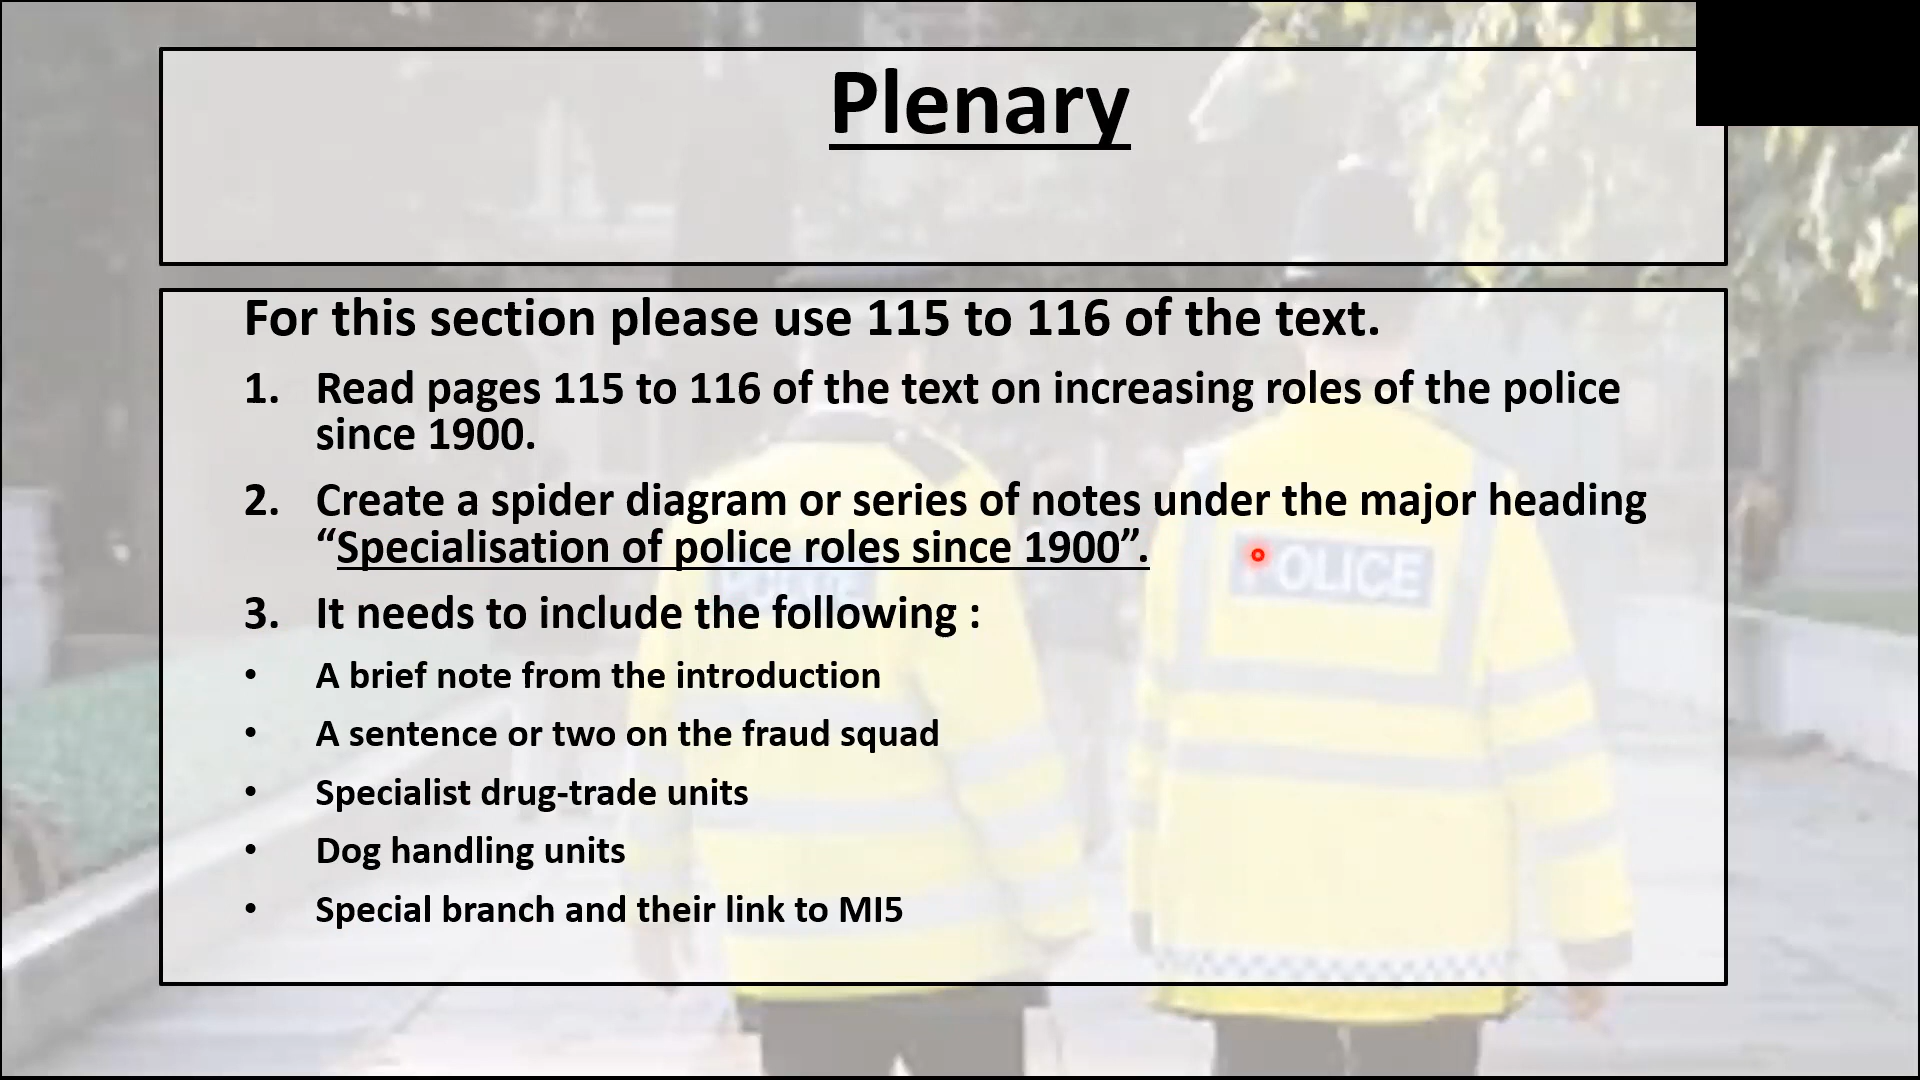 Plenary
For this section please use 115 to 116 of the text.
1. Read pages 115 to 116 of the text on increasing roles of the police
since 1900.
2. Create a spider diagram or series of notes under the major heading
“Specialisation of police roles since 1900”.
3. It needs to include the following :
• A brief note from the introduction
• A sentence or two on the fraud squad
• Specialist drug-trade units
• Dog handling units
• Special branch and their link to MI5
POLICE
POLICE